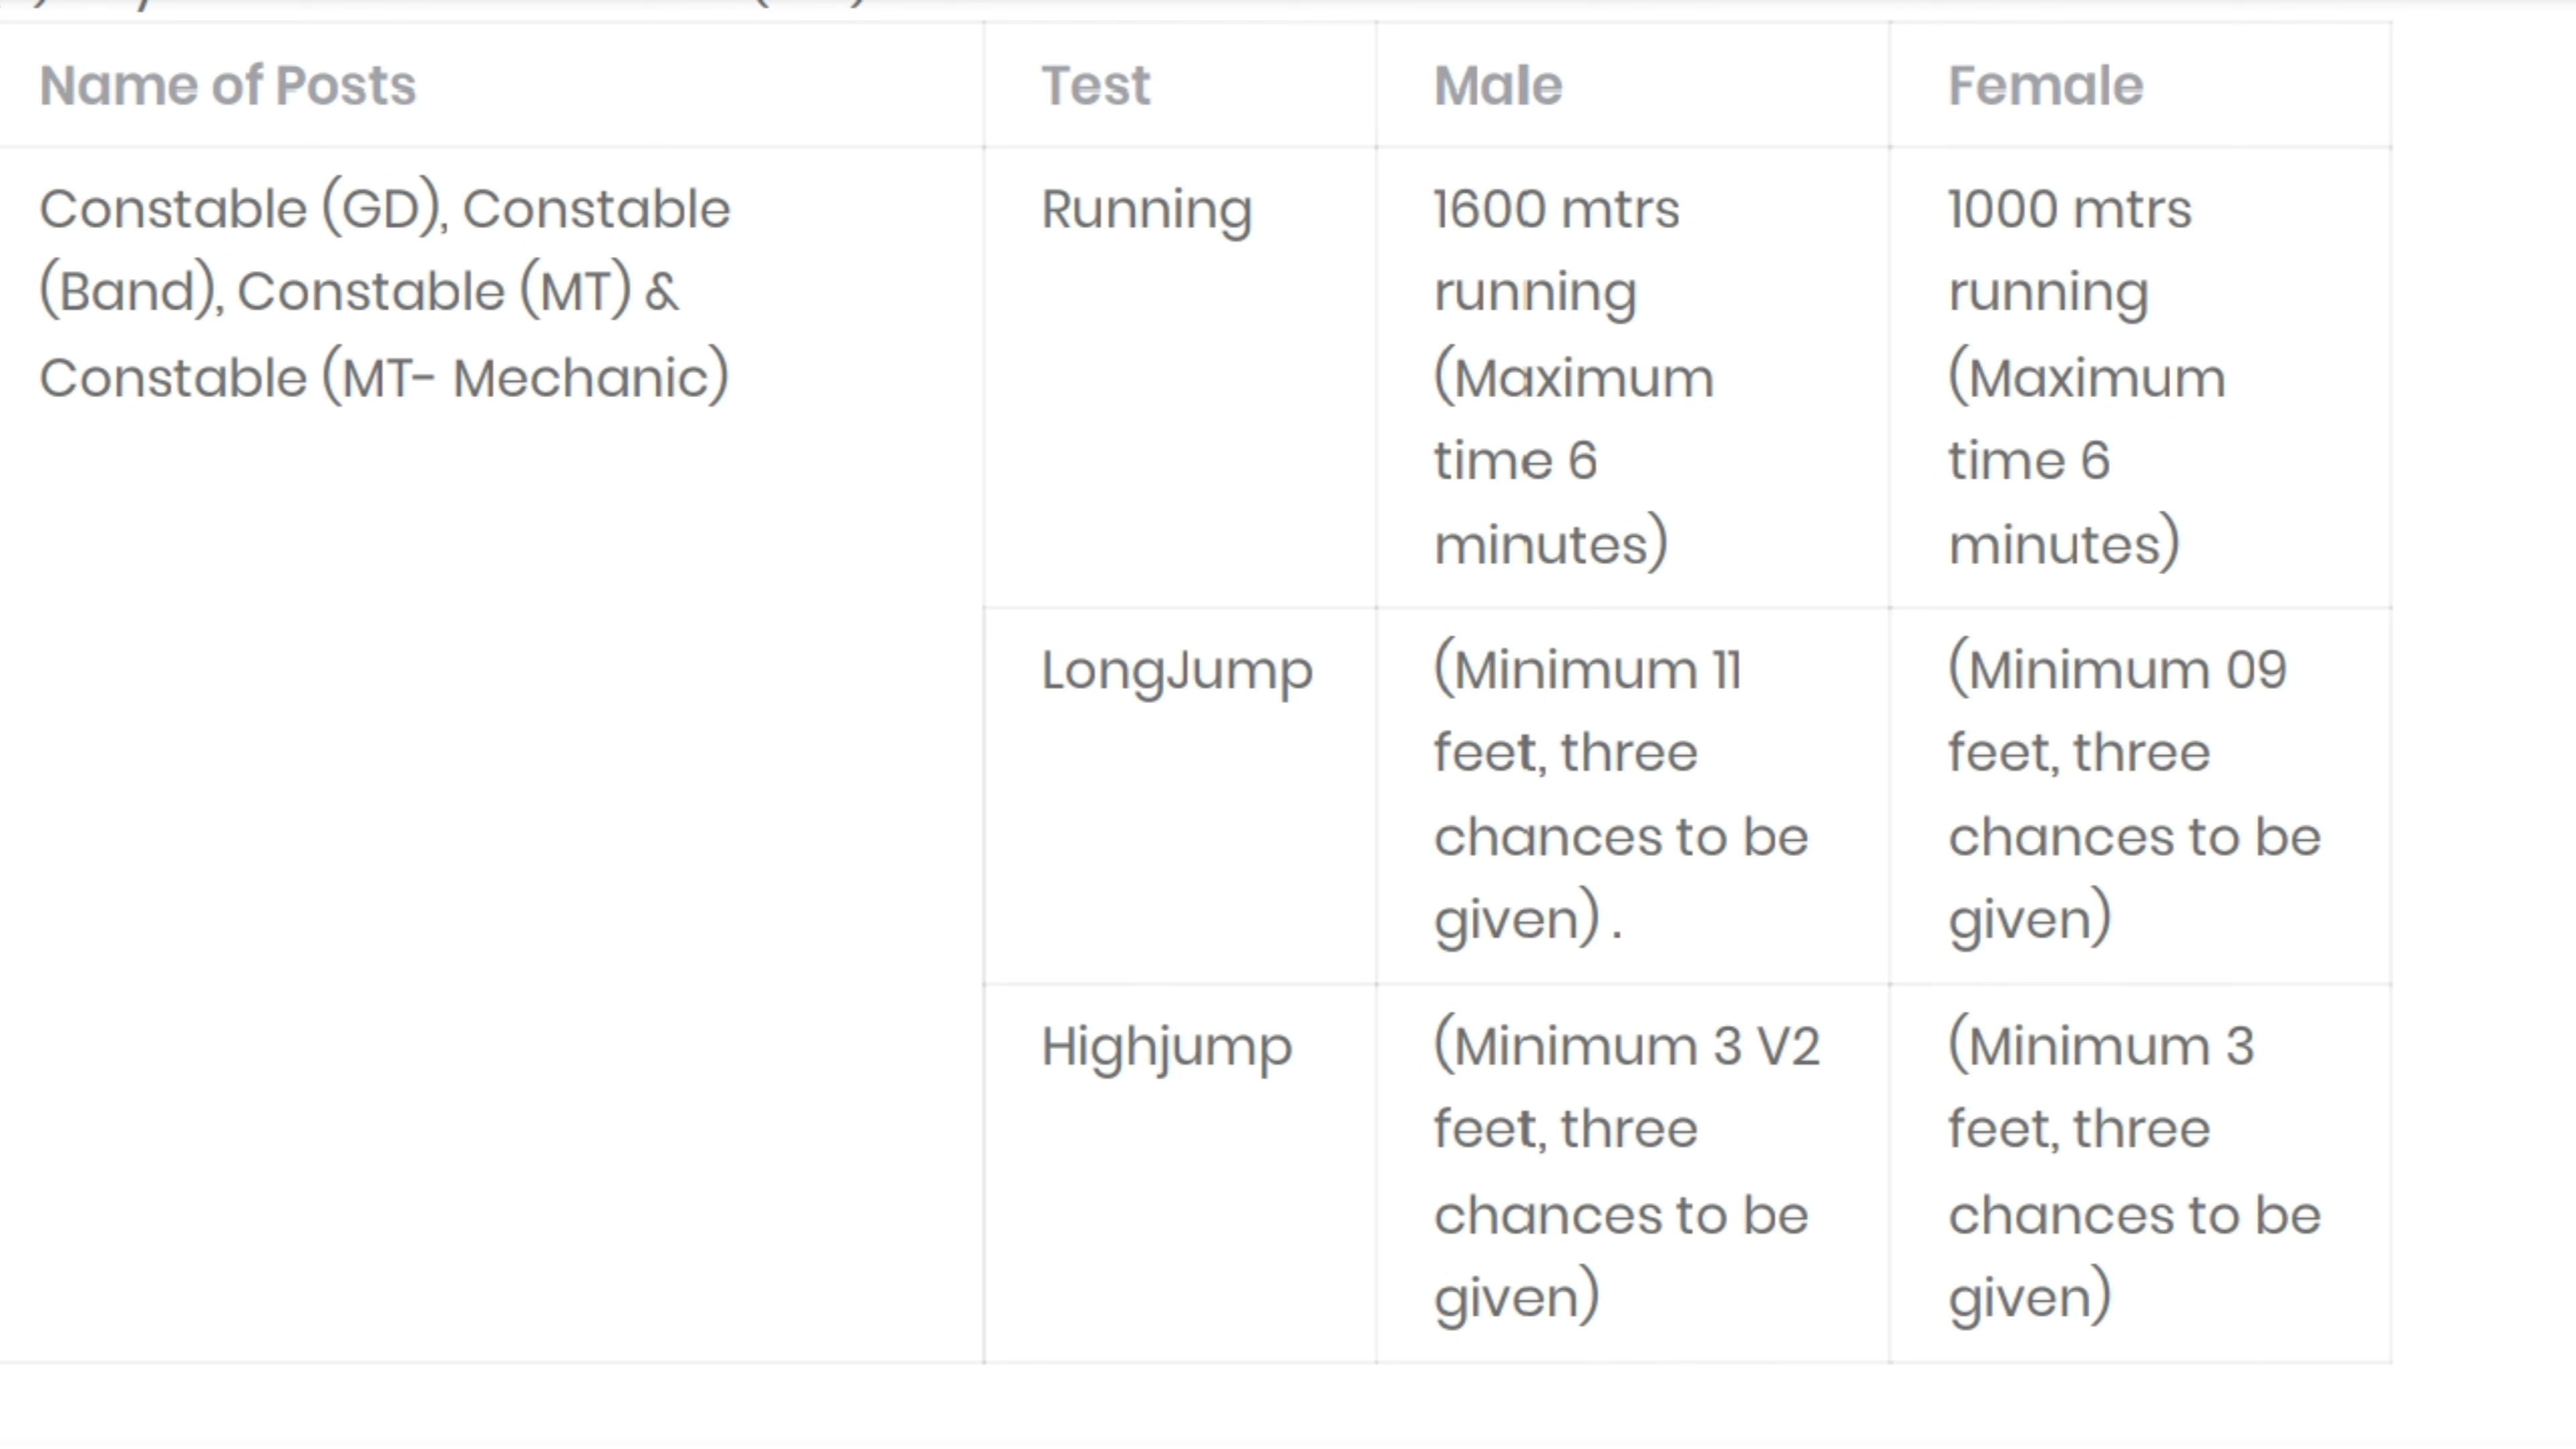 Name of Posts
Test
Male
Female
Constable (GD), Constable
(Band), Constable (MT) &
Constable (MT- Mechanic)
Running
1600 mtrs
running
(Maximum
time 6
minutes)
1000 mtrs
running
(Maximum
time 6
minutes)
LongJump
(Minimum 11
feet, three
chances to be
given) .
(Minimum 09
feet, three
chances to be
given)
Highjump
(Minimum 3 V2
feet, three
chances to be
given)
(Minimum 3
feet, three
chances to be
given)